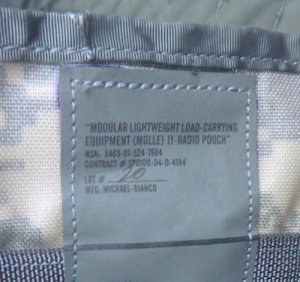 "MODULAR LIGHTWEIGHT LOAD-CARRYING
EQUIPMENT (MOLLE) II-RADIO POUCH"
NSN: 8465-01-524-7684
CONTRACT # SP0100-04-D-4184
LOT # 20
MFG: MICHAEL-BIANCO